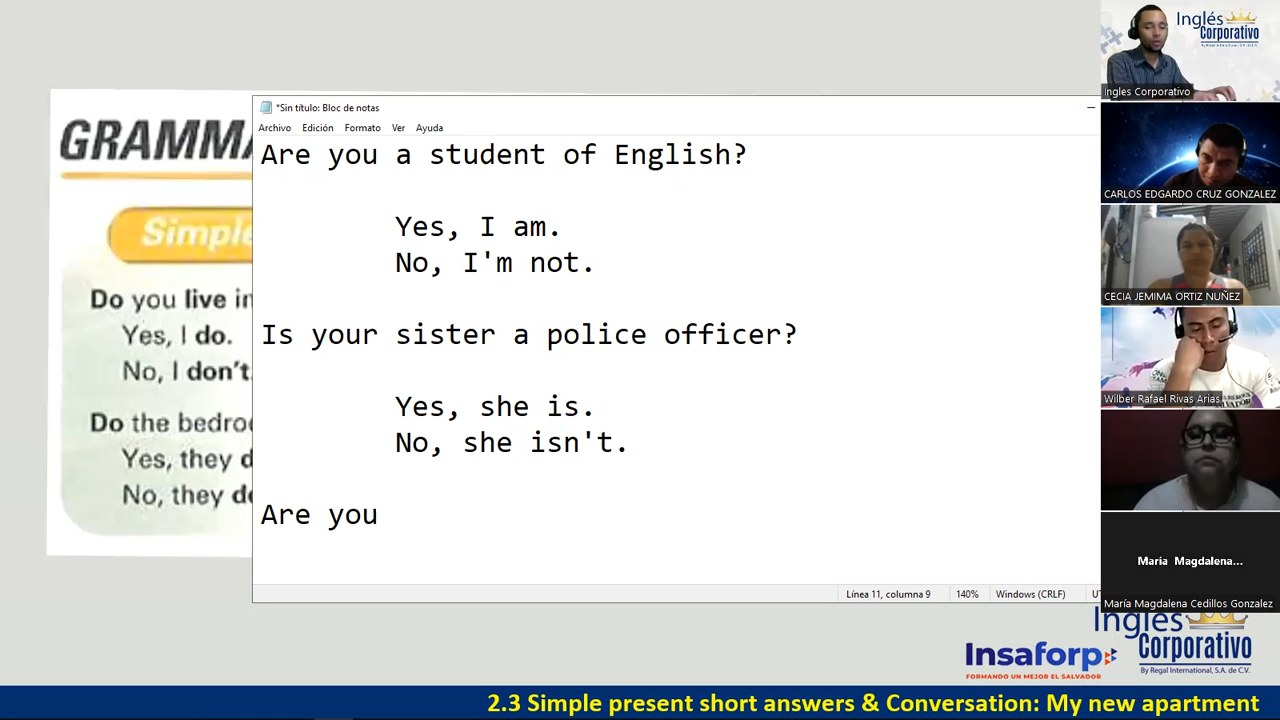 GRAMMA
Simple
Do you live in
Yes, I do.
No, I don't.
Do the bedroo
Yes, they d
No, they do
*Sin título: Bloc de notas
Archivo Edición Formato Ver Ayuda
Are you a student of English?
Yes, I am.
No, I'm not.
Is your sister a police officer?
Yes, she is.
No, she isn't.
Are you
Línea 11, columna 9 140% Windows (CRLF) UT
Inglés
Corporativo
By Regal International, S.A. de C.V.
Ingles Corporativo
CARLOS EDGARDO CRUZ GONZALEZ
CECIA JEMIMA ORTIZ NUÑEZ
Wilber Rafael Rivas Arias
María Magdalena...
María Magdalena Cedillos Gonzalez
Insaforp
FORMANDO UN MEJOR EL SALVADOR
Inglés
Corporativo
By Regal International, S.A. de C.V.
2.3 Simple present short answers & Conversation: My new apartment